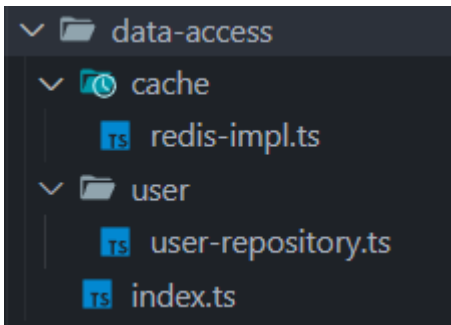 data-access
cache
TS redis-impl.ts
user
TS user-repository.ts
TS index.ts